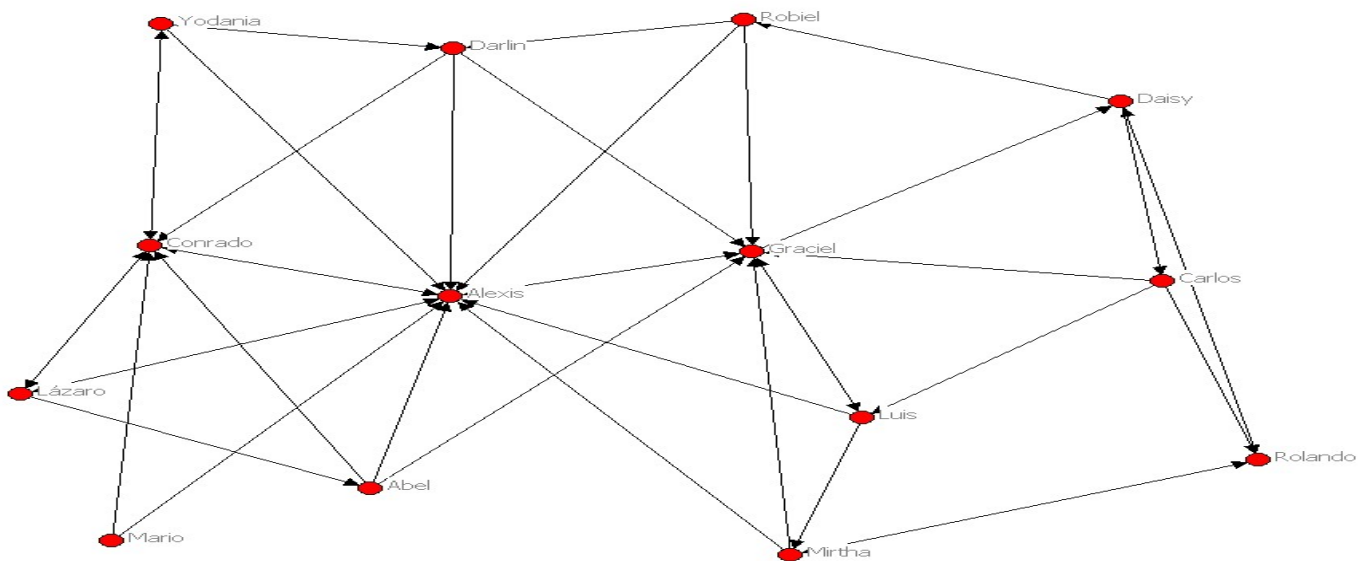 Yodania
Robiel
Darlin
Daisy
Conrado
Graciel
Carlos
Alexis
Lázaro
Luis
Rolando
Abel
Mario
Mirtha